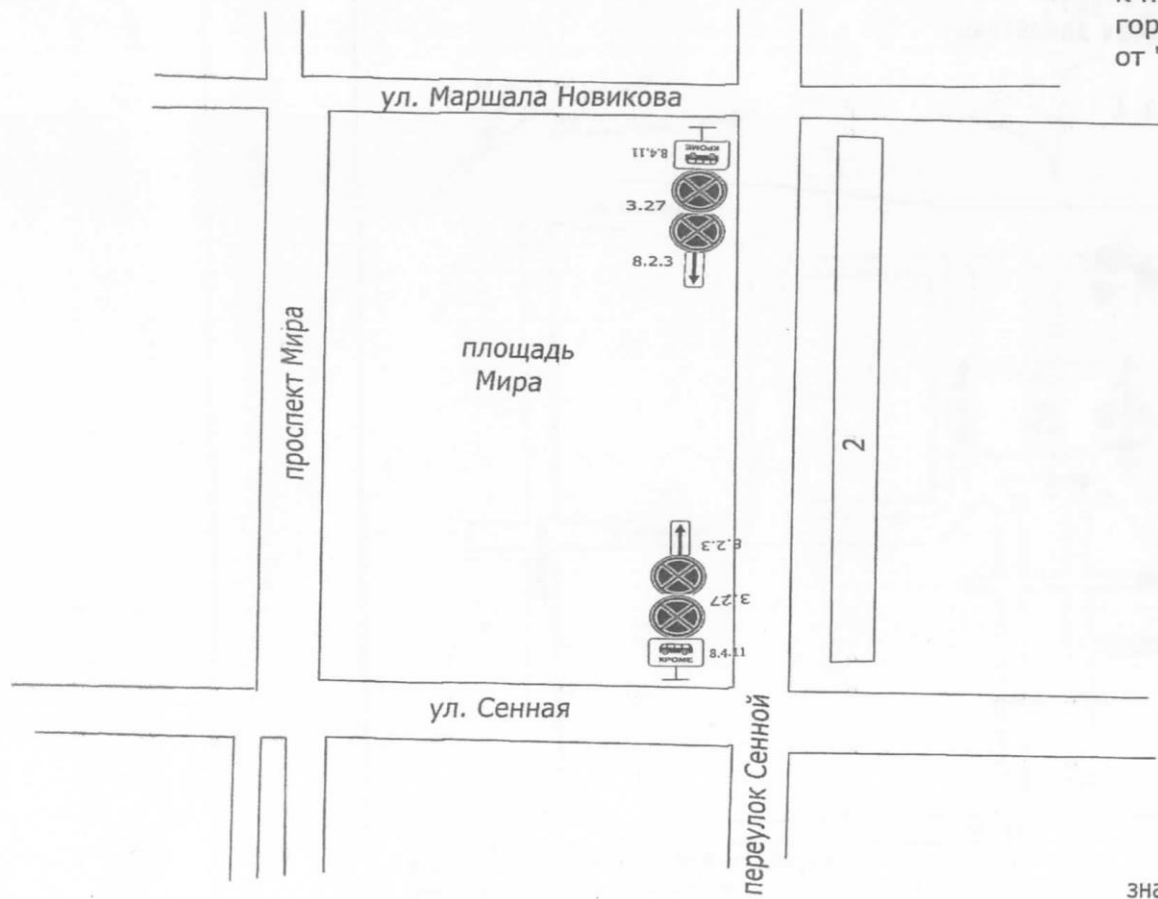 гор
от "
ул. Маршала Новикова
КРОМЕ
8.4.11
3.27
8.2.3
проспект Мира
площадь
Мира
2
8.2.3
3.27
8.4.11
КРОМЕ
ул. Сенная
переулок Сенной
зна